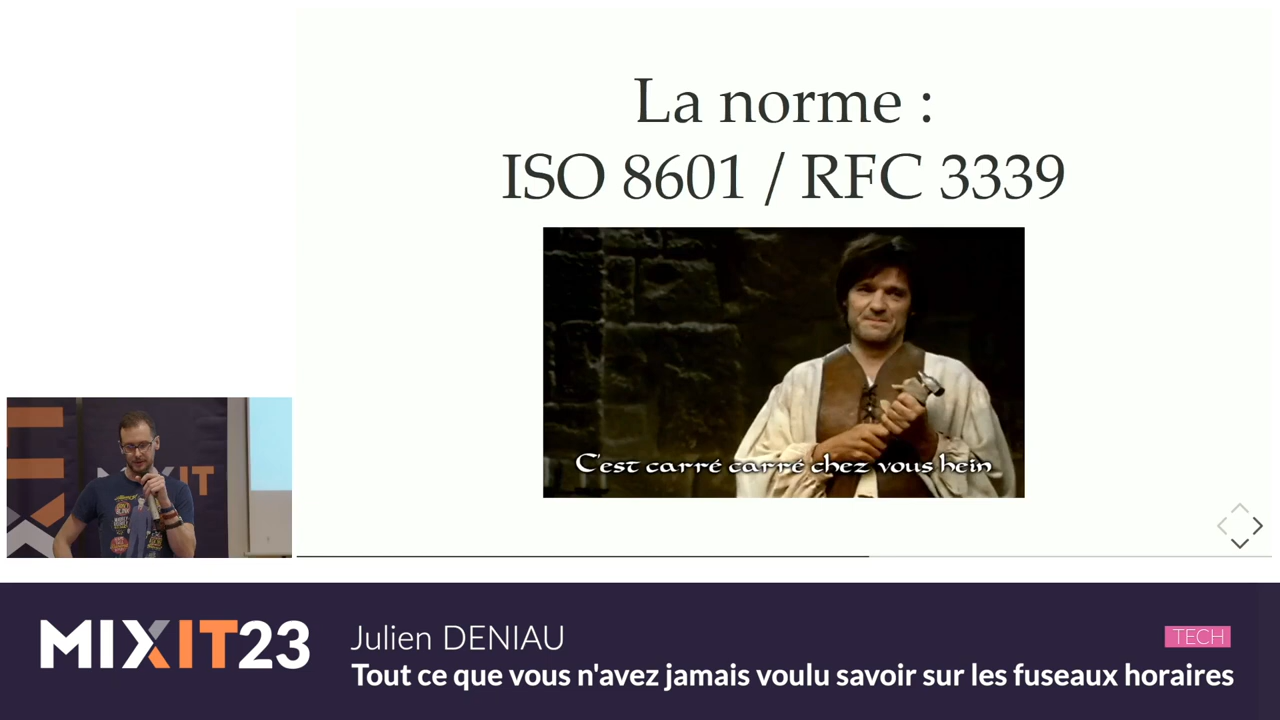 La norme :
ISO 8601 / RFC 3339
C'est carré carré chez vous hein
MIXIT
MIXIT23
Julien DENIAU
TECH
Tout ce que vous n'avez jamais voulu savoir sur les fuseaux horaires